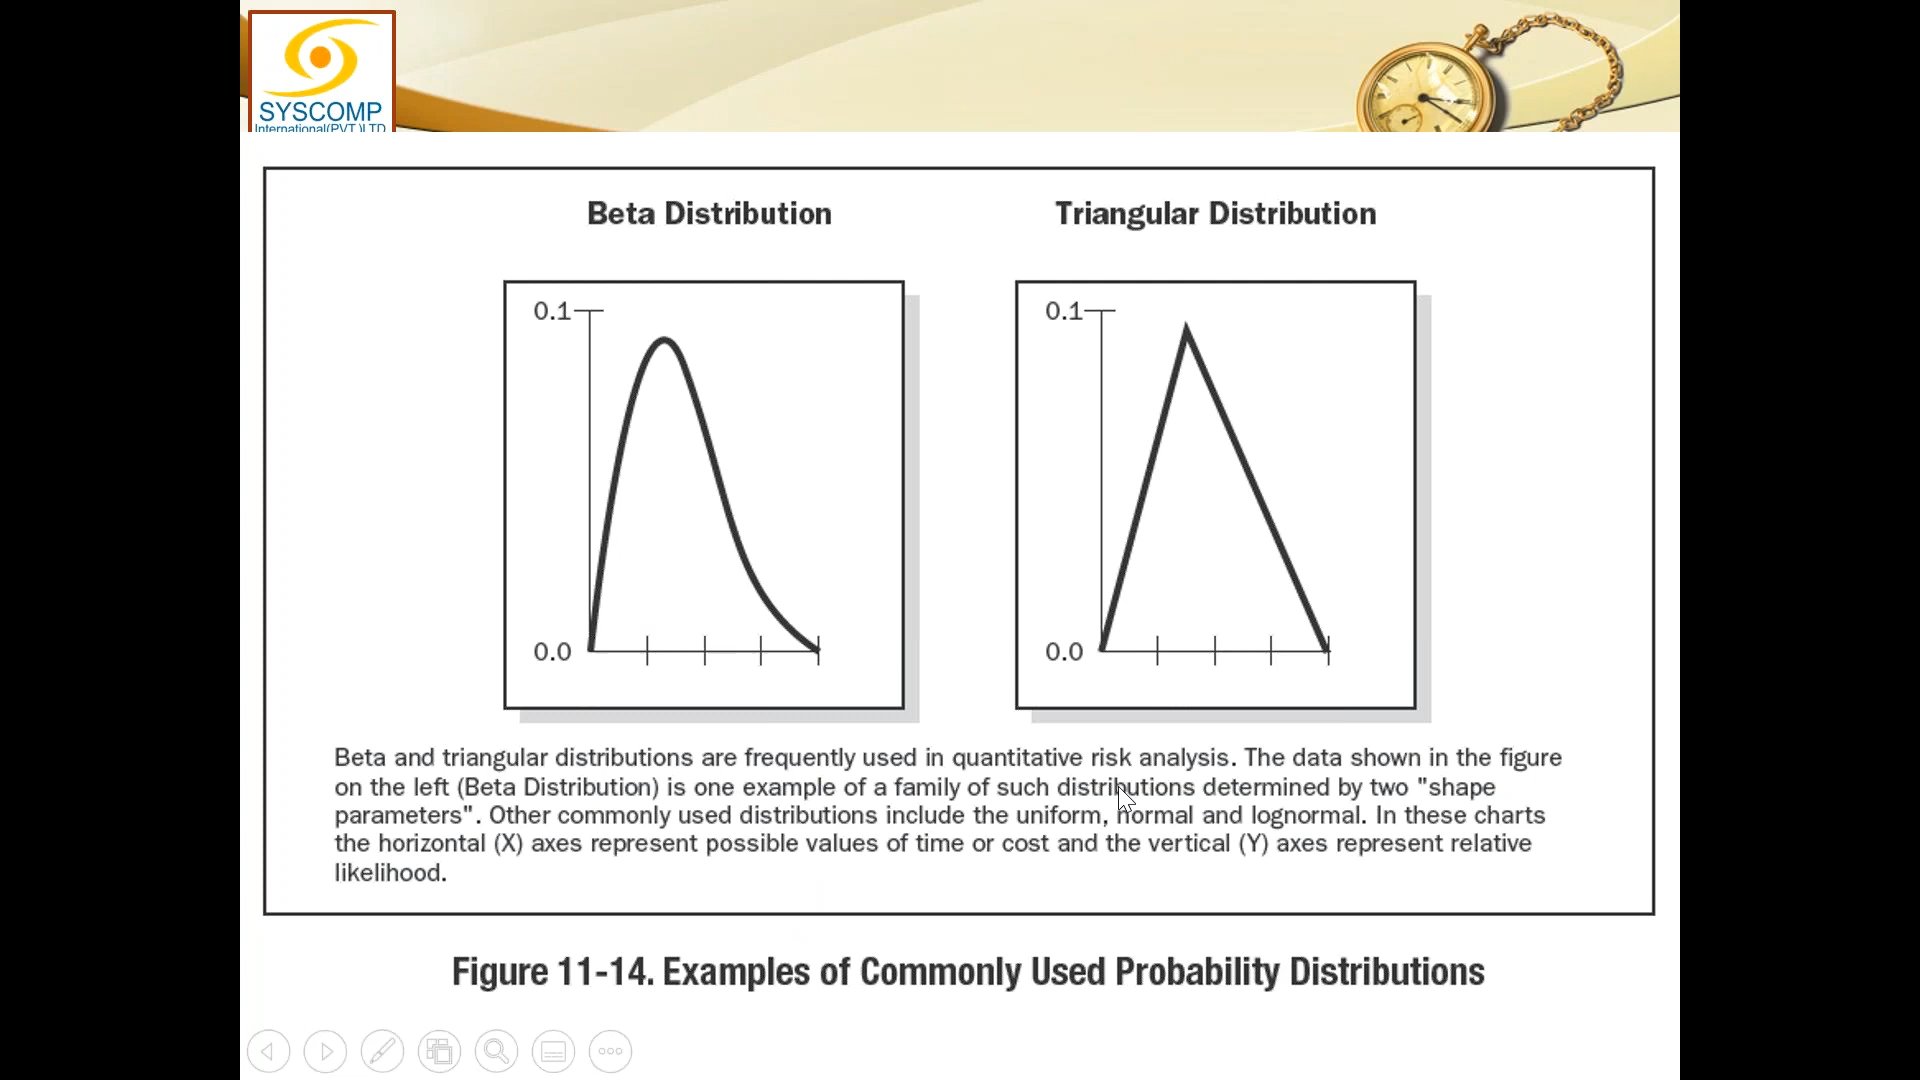 SYSCOMP
International(PVT.)LTD
Beta Distribution
Triangular Distribution
0.1
0.0
0.1
0.0
Beta and triangular distributions are frequently used in quantitative risk analysis. The data shown in the figure
on the left (Beta Distribution) is one example of a family of such distributions determined by two "shape
parameters". Other commonly used distributions include the uniform, normal and lognormal. In these charts
the horizontal (X) axes represent possible values of time or cost and the vertical (Y) axes represent relative
likelihood.
Figure 11-14. Examples of Commonly Used Probability Distributions